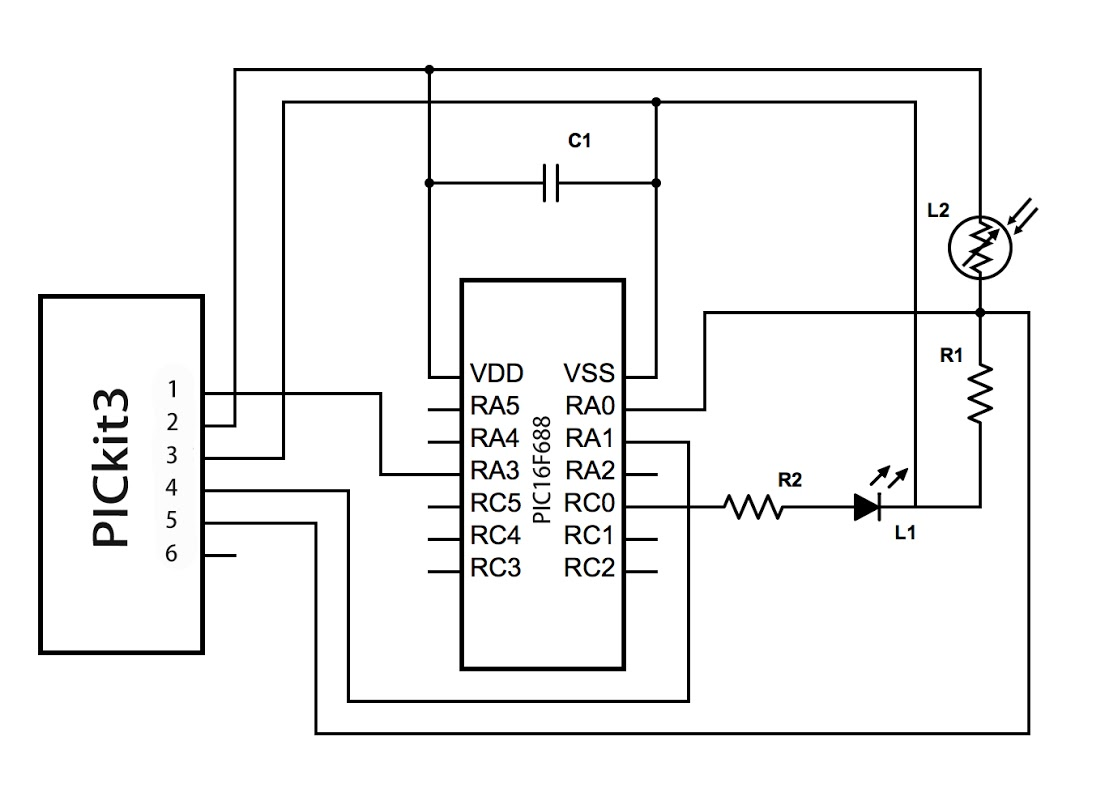 C1
L2
R1
R2
L1
PICkit3
1
2
3
4
5
6
PIC16F688
VDD VSS
RA5 RA0
RA4 RA1
RA3 RA2
RC5 RC0
RC4 RC1
RC3 RC2